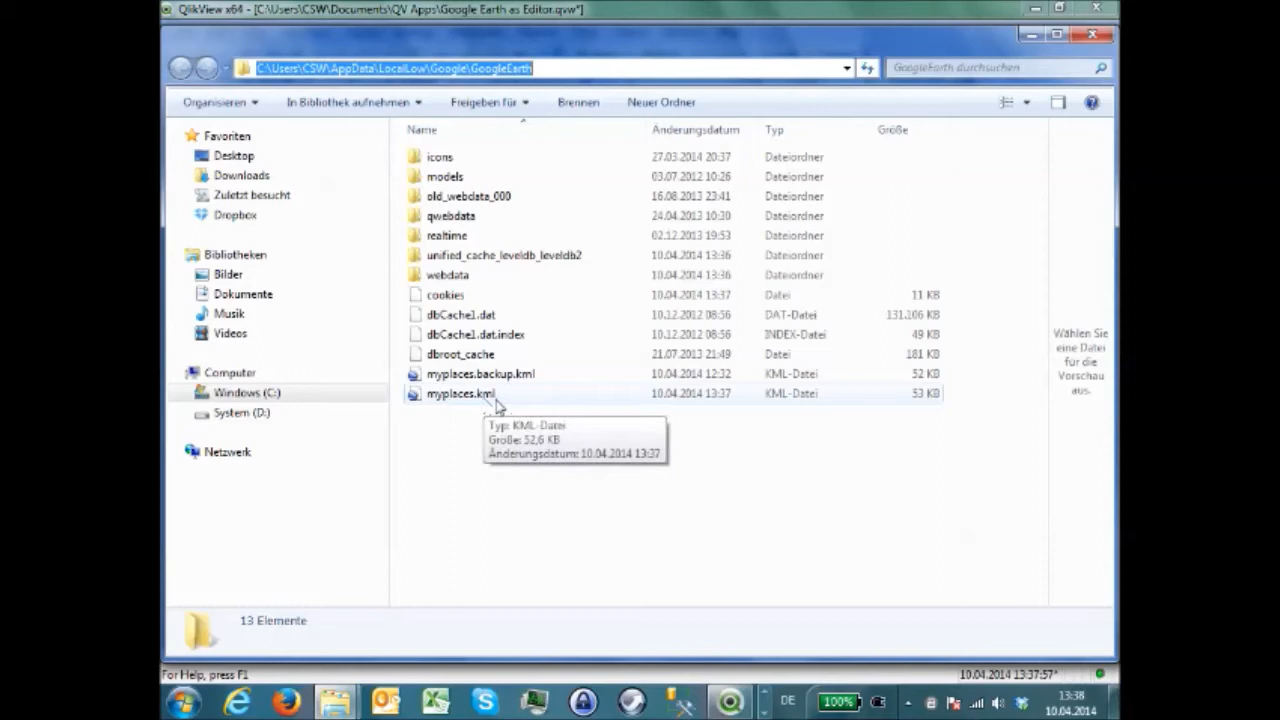 QlikView x64 - [C:\Users\CSW\Documents\QV Apps\Google Earth as Editor.qvw*]
C:\Users\CSW\AppData\LocalLow\Google\GoogleEarth
GoogleEarth durchsuchen
Organisieren In Bibliothek aufnehmen Freigeben für Brennen Neuer Ordner
Favoriten
Desktop
Downloads
Zuletzt besucht
Dropbox
Bibliotheken
Bilder
Dokumente
Musik
Videos
Computer
Windows (C:)
System (D:)
Netzwerk
Name Änderungsdatum Typ Größe
icons 27.03.2014 20:37 Dateiordner
models 03.07.2012 10:26 Dateiordner
old_webdata_000 16.08.2013 23:41 Dateiordner
qwebdata 24.04.2013 10:30 Dateiordner
realtime 02.12.2013 19:53 Dateiordner
unified_cache_leveldb_leveldb2 10.04.2014 13:36 Dateiordner
webdata 10.04.2014 13:36 Dateiordner
cookies 10.04.2014 13:37 Datei 11 KB
dbCache1.dat 10.12.2012 08:56 DAT-Datei 131.106 KB
dbCache1.dat.index 10.12.2012 08:56 INDEX-Datei 49 KB
dbroot_cache 21.07.2013 21:49 Datei 181 KB
myplaces.backup.kml 10.04.2014 12:32 KML-Datei 52 KB
myplaces.kml 10.04.2014 13:37 KML-Datei 53 KB
Typ: KML-Datei
Größe: 52,6 KB
Änderungsdatum: 10.04.2014 13:37
Wählen Sie
eine Datei
für die
Vorschau
aus.
13 Elemente
For Help, press F1
10.04.2014 13:37:57*
DE
100%
13:38
10.04.2014